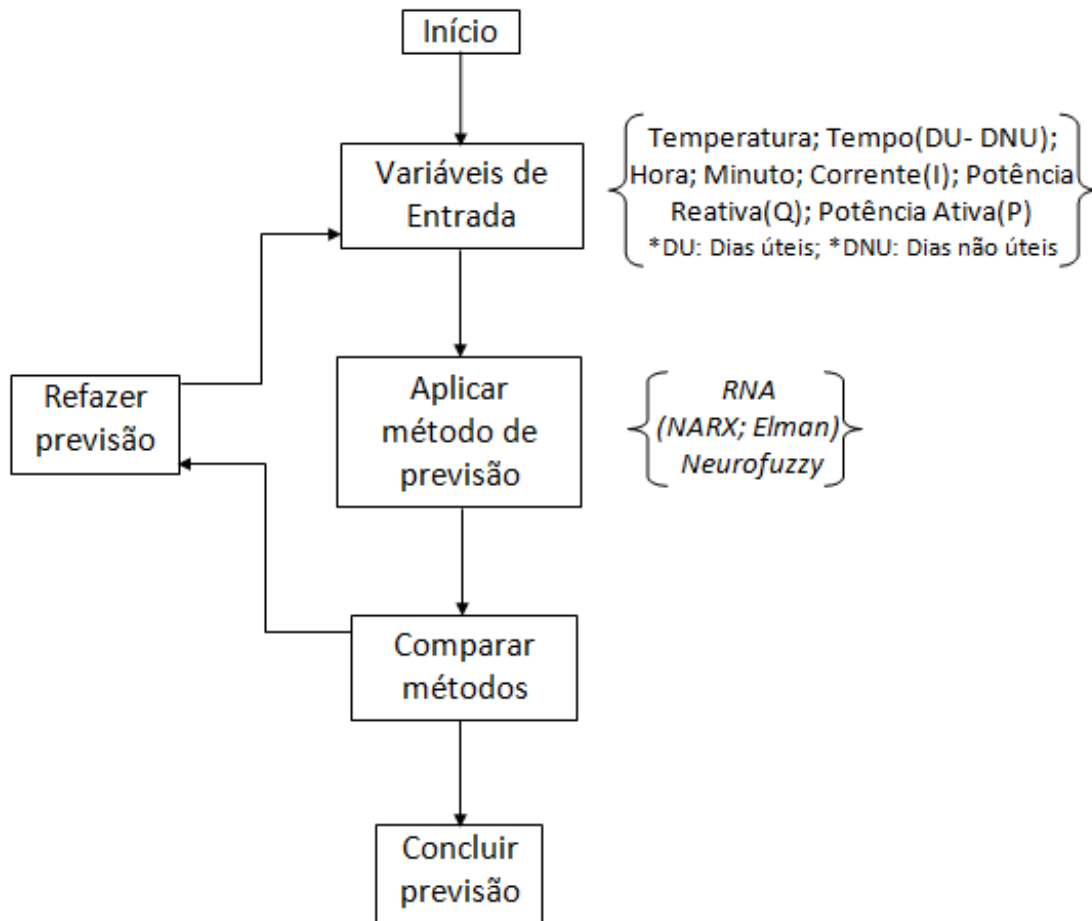 Início
Variáveis de
Entrada
Temperatura; Tempo(DU- DNU);
Hora; Minuto; Corrente(I); Potência
Reativa(Q); Potência Ativa(P)
*DU: Dias úteis; *DNU: Dias não úteis
Refazer
previsão
Aplicar
método de
previsão
RNA
(NARX; Elman)
Neurofuzzy
Comparar
métodos
Concluir
previsão